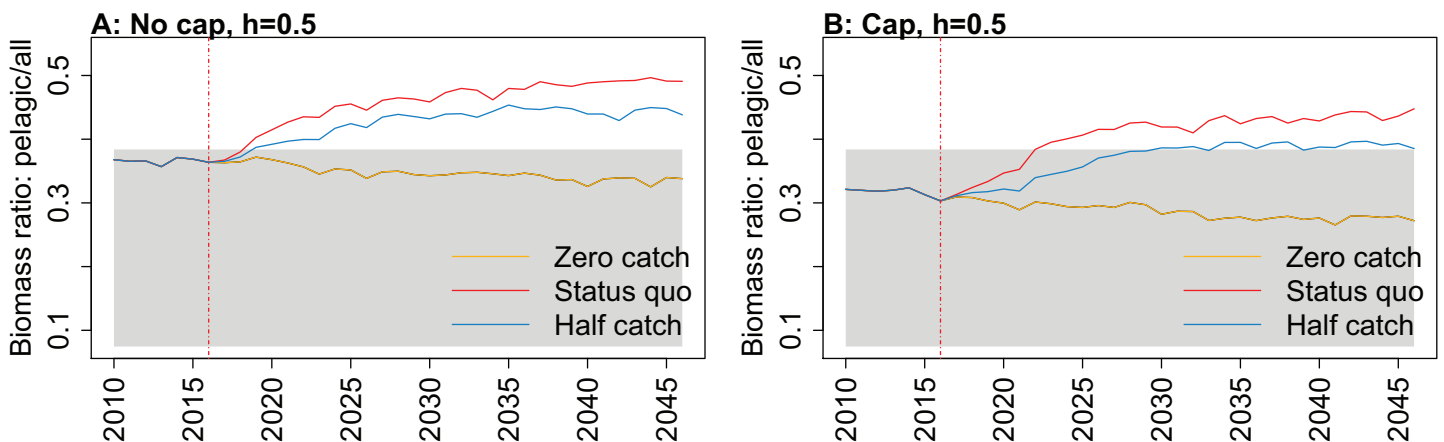 A: No cap, h=0.5
Biomass ratio: pelagic/all
0.5
0.3
0.1
Zero catch
Status quo
Half catch
2010
2015
2020
2025
2030
2035
2040
2045
B: Cap, h=0.5
Biomass ratio: pelagic/all
0.5
0.3
0.1
Zero catch
Status quo
Half catch
2010
2015
2020
2025
2030
2035
2040
2045